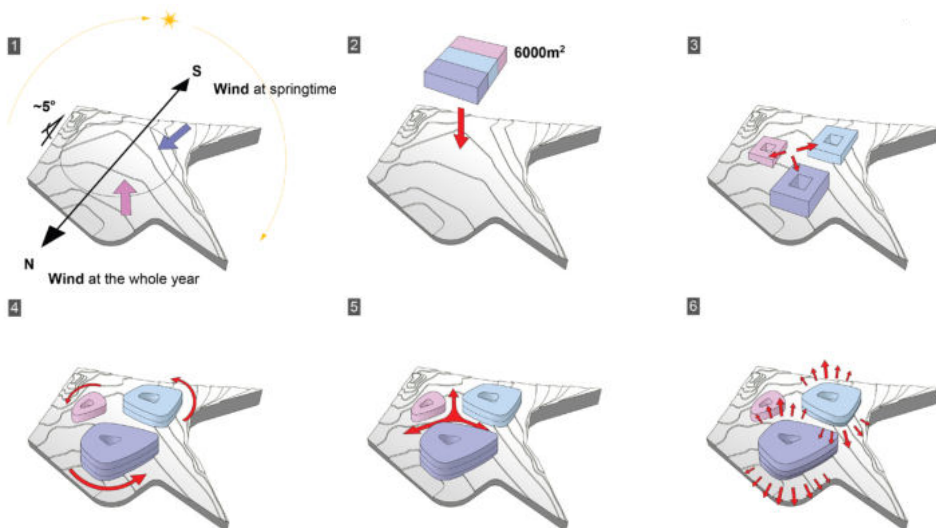 1
S
Wind at springtime
~5°
N
Wind at the whole year
2
6000m²
3
4
5
6